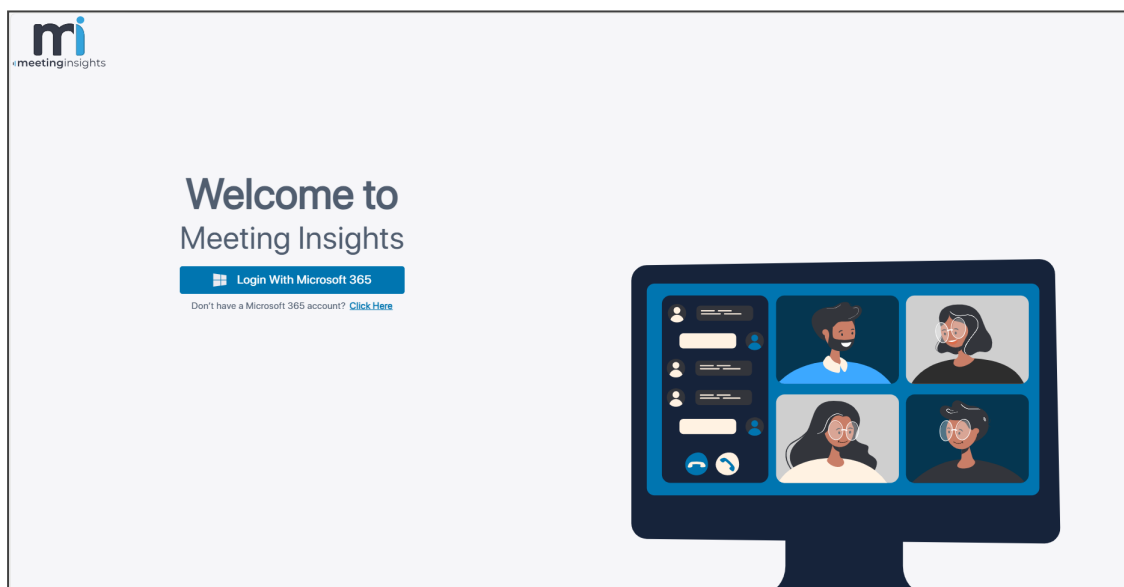 mi
meetinginsights
Welcome to
Meeting Insights
Login With Microsoft 365
Don't have a Microsoft 365 account? Click Here